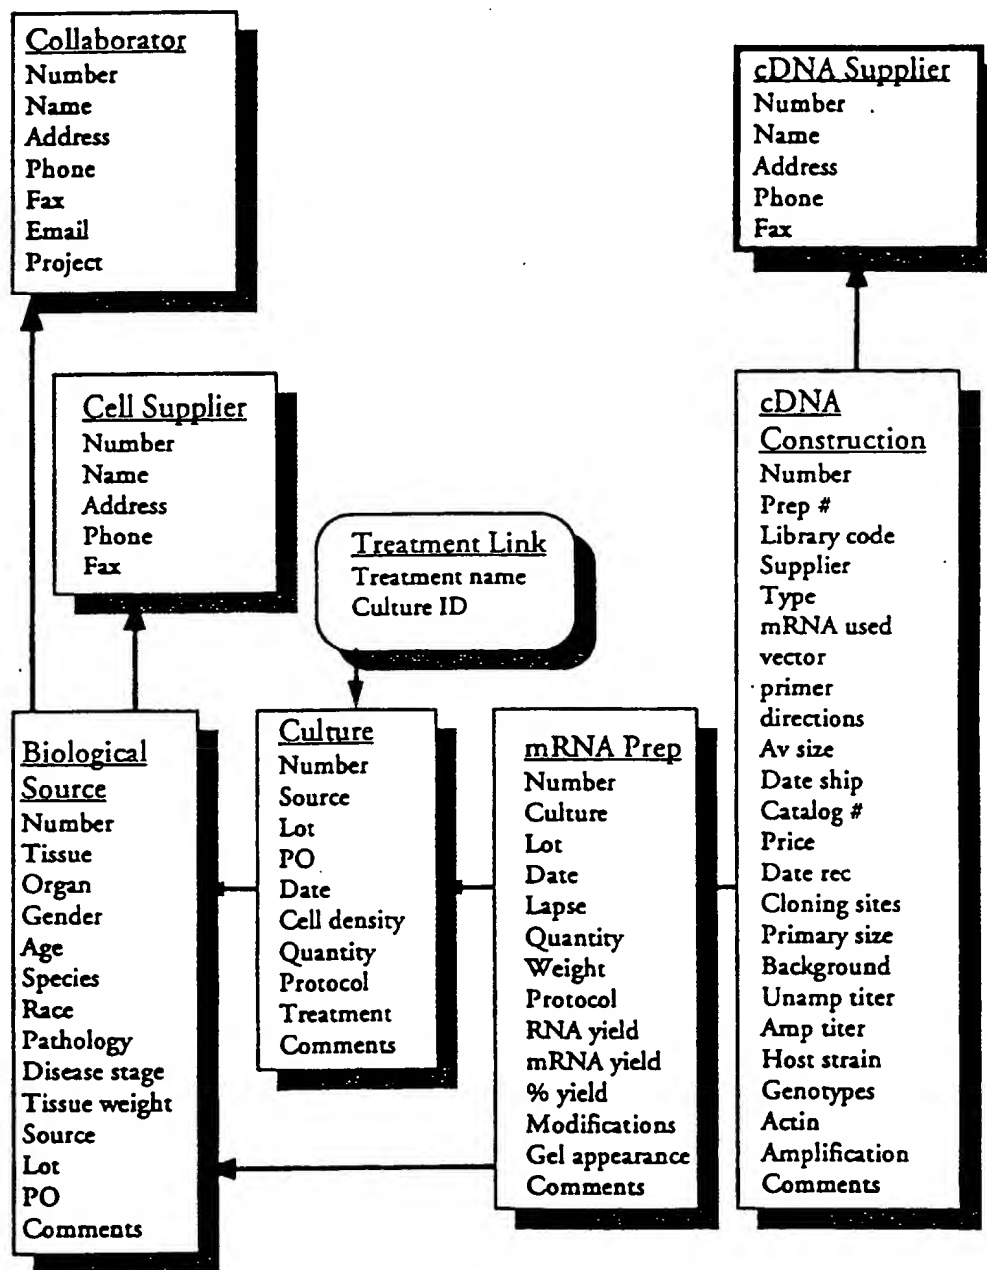 Collaborator
Number
Name
Address
Phone
Fax
Email
Project
cDNA Supplier
Number
Name
Address
Phone
Fax
Cell Supplier
Number
Name
Address
Phone
Fax
Treatment Link
Treatment name
Culture ID
Biological
Source
Number
Tissue
Organ
Gender
Age
Species
Race
Pathology
Disease stage
Tissue weight
Source
Lot
PO
Comments
Culture
Number
Source
Lot
PO
Date
Cell density
Quantity
Protocol
Treatment
Comments
mRNA Prep
Number
Culture
Lot
Date
Lapse
Quantity
Weight
Protocol
RNA yield
mRNA yield
% yield
Modifications
Gel appearance
Comments
cDNA
Construction
Number
Prep #
Library code
Supplier
Type
mRNA used
vector
primer
directions
Av size
Date ship
Catalog #
Price
Date rec
Cloning sites
Primary size
Background
Unamp titer
Amp titer
Host strain
Genotypes
Actin
Amplification
Comments